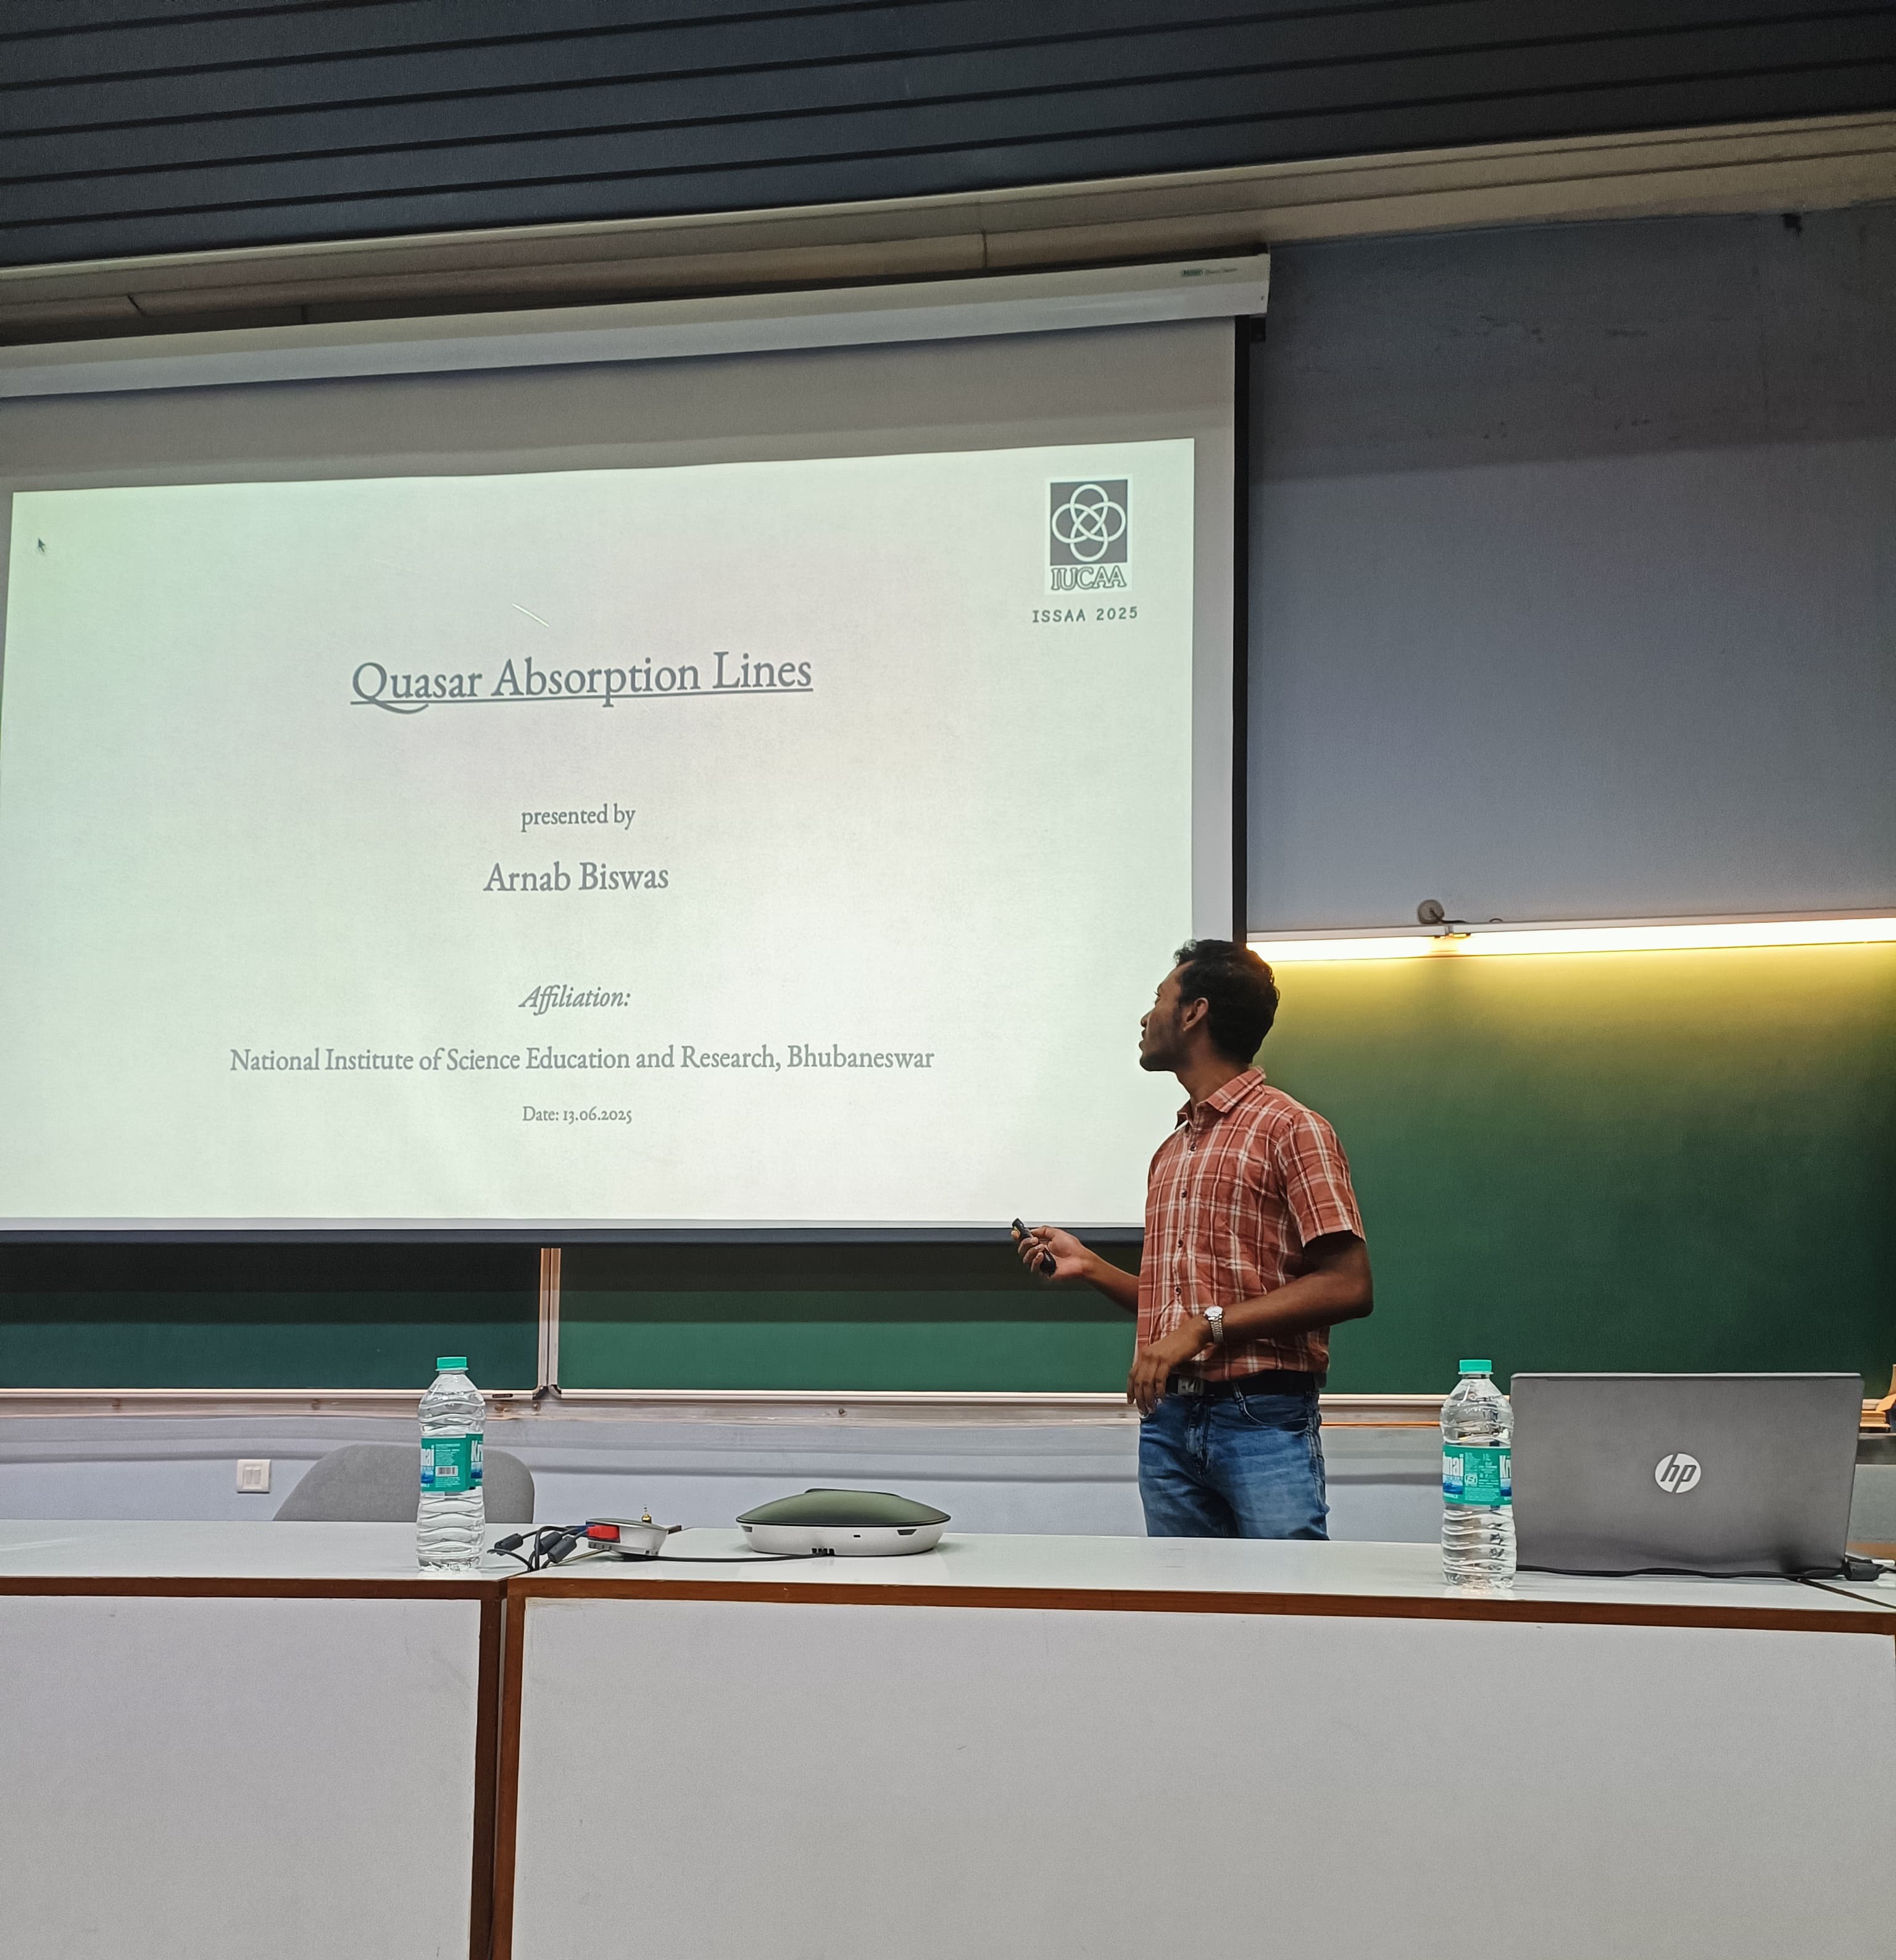 IUCAA
ISSAA 2025
Quasar Absorption Lines
presented by
Arnab Biswas
Affiliation:
National Institute of Science Education and Research, Bhubaneswar
Date: 13.06.2025
hp